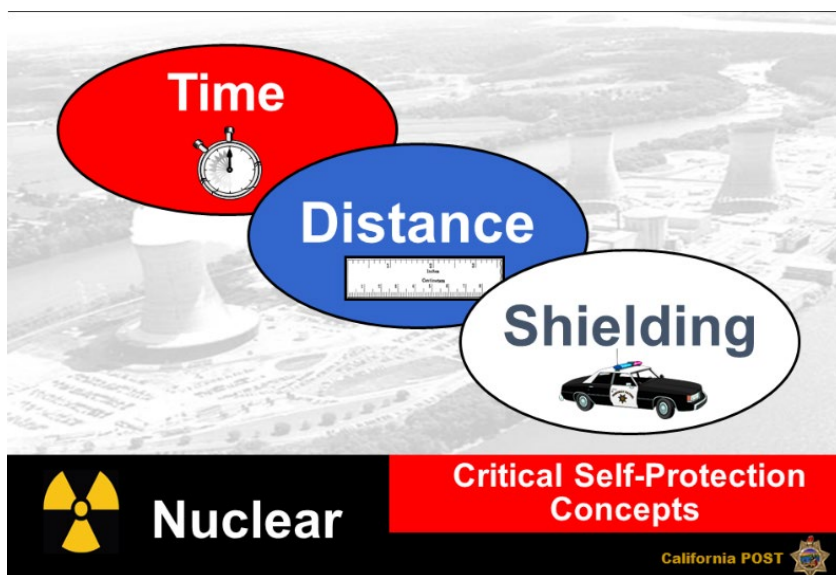 Time
Distance
Shielding
Nuclear
Critical Self-Protection
Concepts
California POST